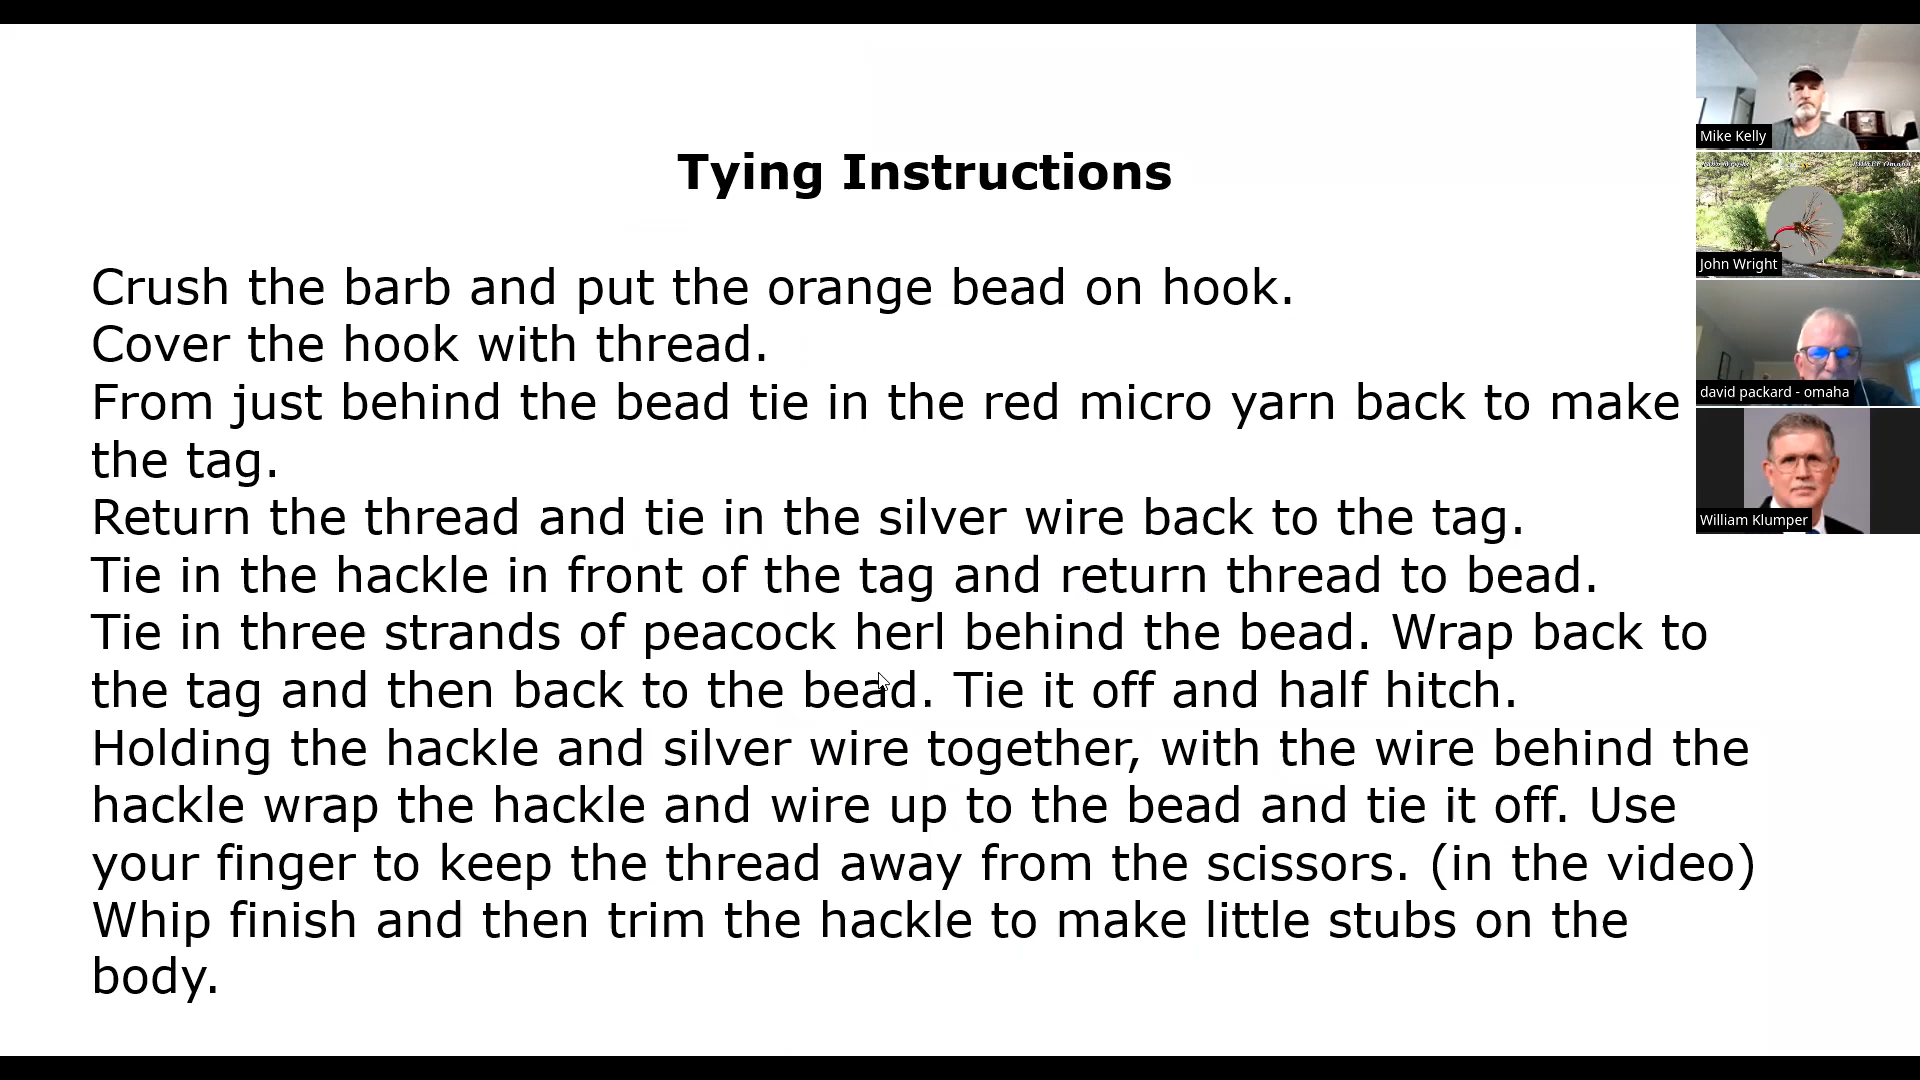 Tying Instructions
Crush the barb and put the orange bead on hook.
Cover the hook with thread.
From just behind the bead tie in the red micro yarn back to make
the tag.
Return the thread and tie in the silver wire back to the tag.
Tie in the hackle in front of the tag and return thread to bead.
Tie in three strands of peacock herl behind the bead. Wrap back to
the tag and then back to the bead. Tie it off and half hitch.
Holding the hackle and silver wire together, with the wire behind the
hackle wrap the hackle and wire up to the bead and tie it off. Use
your finger to keep the thread away from the scissors. (in the video)
Whip finish and then trim the hackle to make little stubs on the
body.
Mike Kelly
John Wright
david packard - omaha
William Klumper